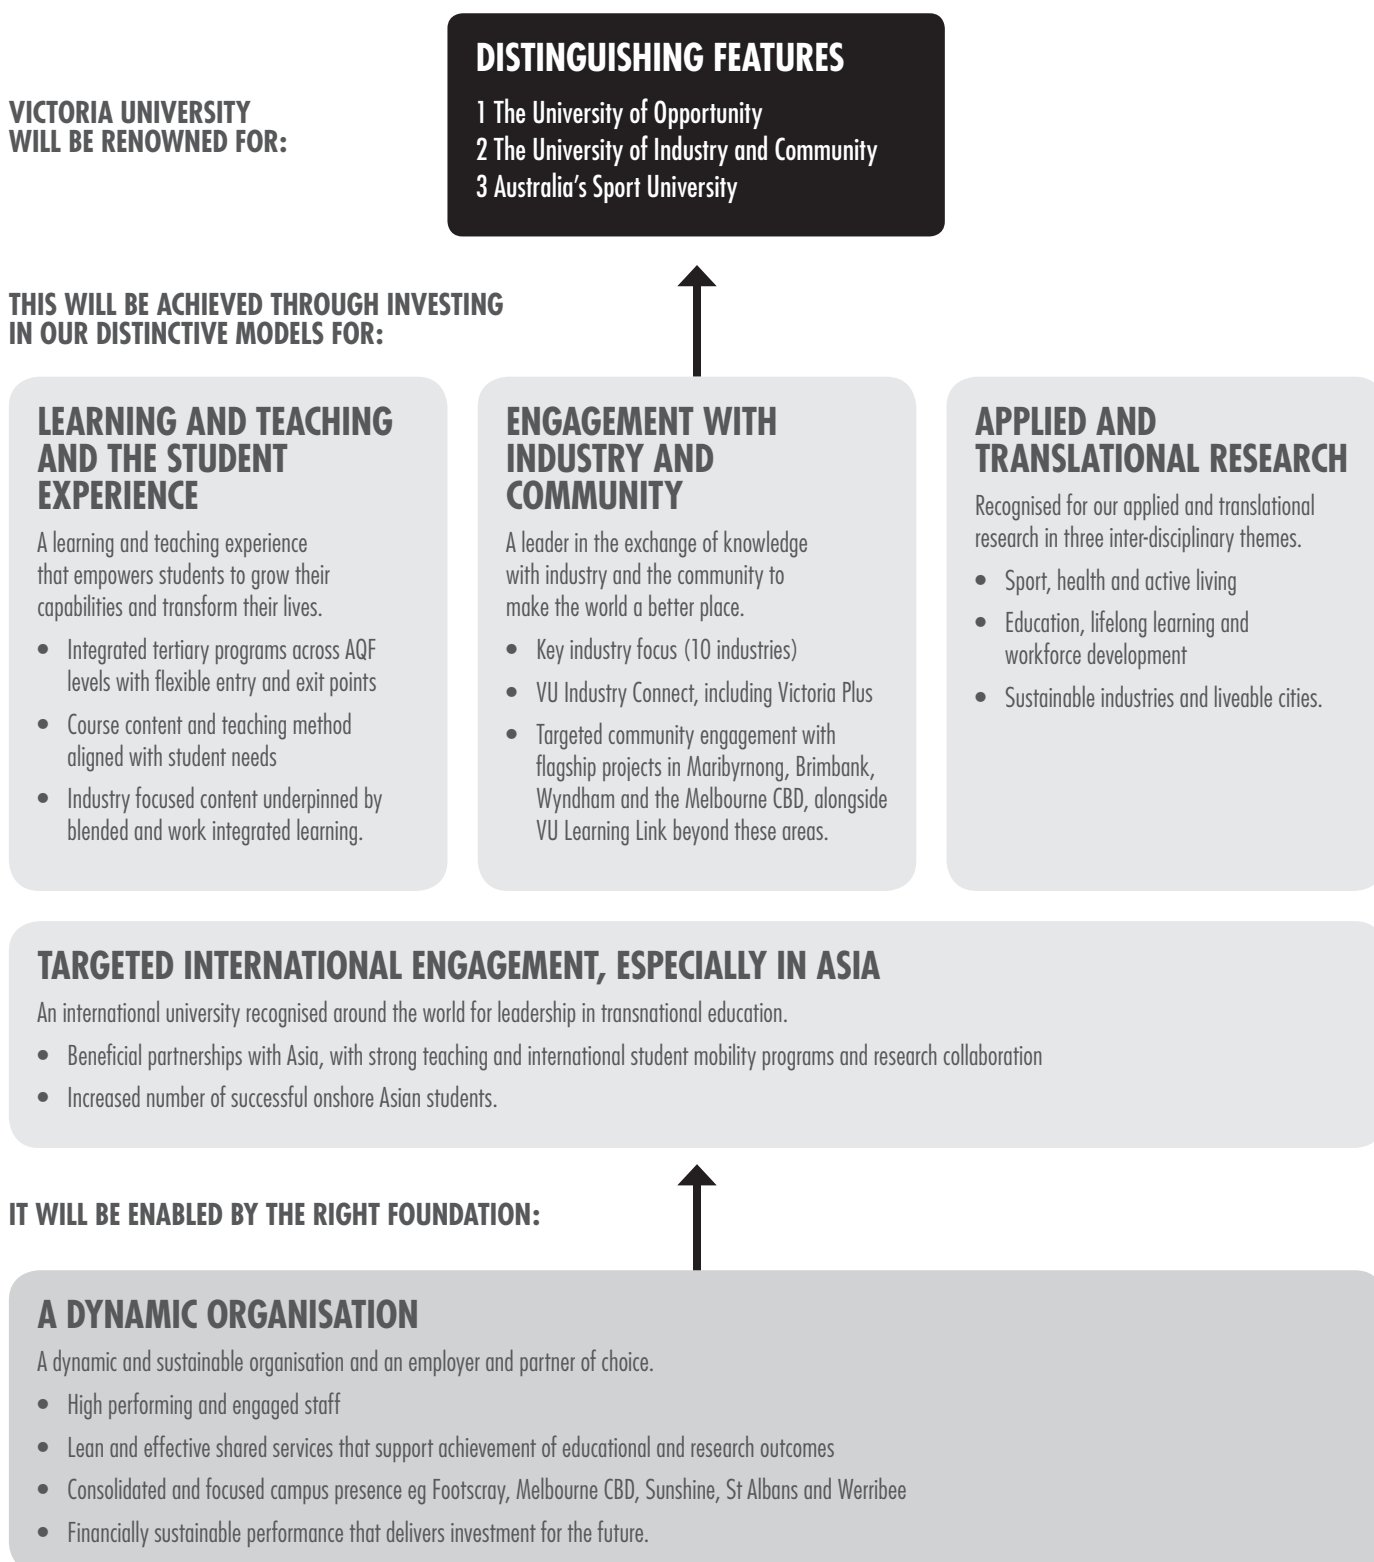 VICTORIA UNIVERSITY
WILL BE RENOWNED FOR:
DISTINGUISHING FEATURES
1 The University of Opportunity
2 The University of Industry and Community
3 Australia’s Sport University
THIS WILL BE ACHIEVED THROUGH INVESTING
IN OUR DISTINCTIVE MODELS FOR:
LEARNING AND TEACHING
AND THE STUDENT
EXPERIENCE
A learning and teaching experience
that empowers students to grow their
capabilities and transform their lives.
• Integrated tertiary programs across AQF
levels with flexible entry and exit points
• Course content and teaching method
aligned with student needs
• Industry focused content underpinned by
blended and work integrated learning.
ENGAGEMENT WITH
INDUSTRY AND
COMMUNITY
A leader in the exchange of knowledge
with industry and the community to
make the world a better place.
• Key industry focus (10 industries)
• VU Industry Connect, including Victoria Plus
• Targeted community engagement with
flagship projects in Maribyrnong, Brimbank,
Wyndham and the Melbourne CBD, alongside
VU Learning Link beyond these areas.
APPLIED AND
TRANSLATIONAL RESEARCH
Recognised for our applied and translational
research in three inter-disciplinary themes.
• Sport, health and active living
• Education, lifelong learning and
workforce development
• Sustainable industries and liveable cities.
TARGETED INTERNATIONAL ENGAGEMENT, ESPECIALLY IN ASIA
An international university recognised around the world for leadership in transnational education.
• Beneficial partnerships with Asia, with strong teaching and international student mobility programs and research collaboration
• Increased number of successful onshore Asian students.
IT WILL BE ENABLED BY THE RIGHT FOUNDATION:
A DYNAMIC ORGANISATION
A dynamic and sustainable organisation and an employer and partner of choice.
• High performing and engaged staff
• Lean and effective shared services that support achievement of educational and research outcomes
• Consolidated and focused campus presence eg Footscray, Melbourne CBD, Sunshine, St Albans and Werribee
• Financially sustainable performance that delivers investment for the future.